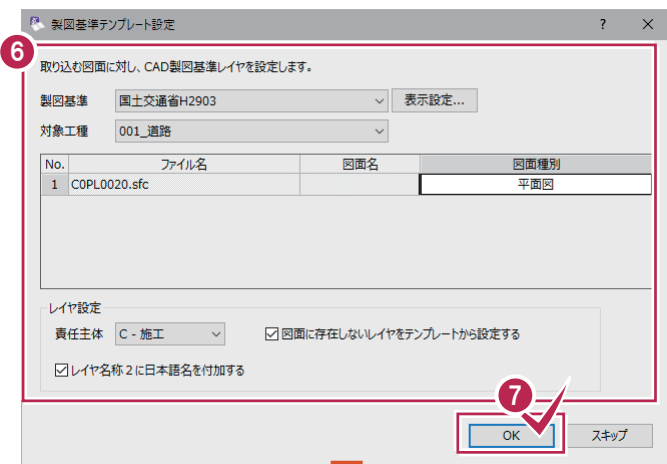 製図基準テンプレート設定 ? ×
6
取り込む図面に対し、CAD製図基準レイヤを設定します。
製図基準 国土交通省H2903 表示設定...
対象工種 001_道路
No. ファイル名 図面名 図面種別
1 C0PL0020.sfc 平面図
レイヤ設定
責任主体 C - 施工 図面に存在しないレイヤをテンプレートから設定する
レイヤ名称２に日本語名を付加する
7
OK スキップ